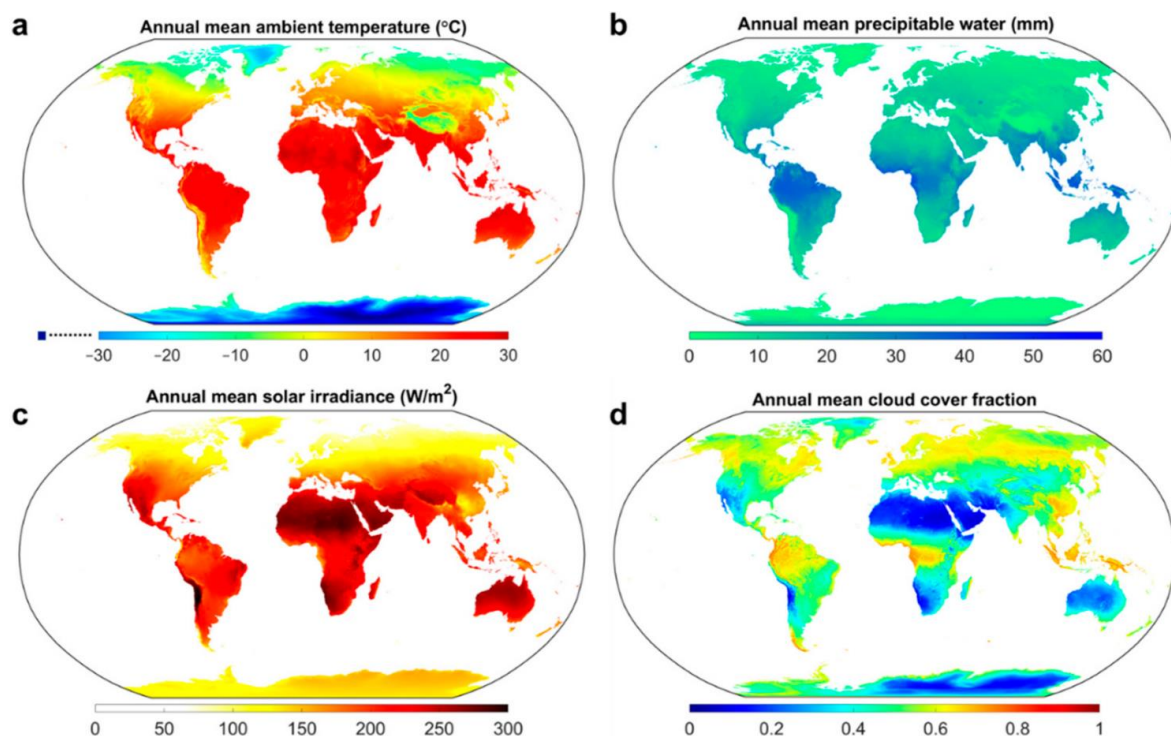 a
Annual mean ambient temperature (°C)
−30 −20 −10 0 10 20 30
b
Annual mean precipitable water (mm)
0 10 20 30 40 50 60
c
Annual mean solar irradiance (W/m²)
0 50 100 150 200 250 300
d
Annual mean cloud cover fraction
0 0.2 0.4 0.6 0.8 1